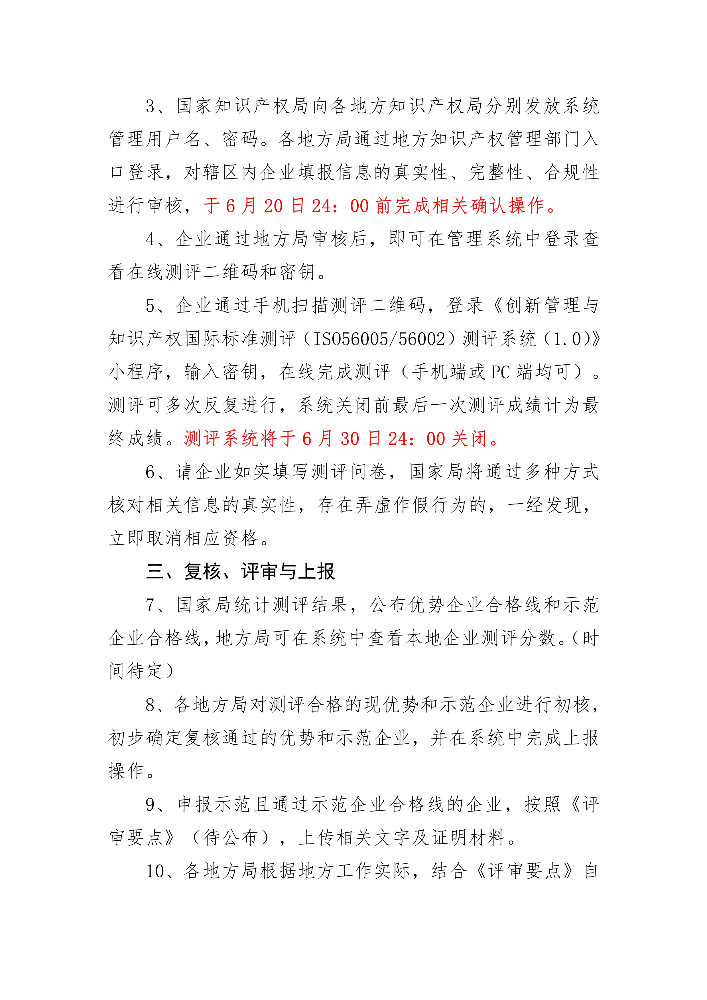 3、国家知识产权局向各地方知识产权局分别发放系统
管理用户名、密码。各地方局通过地方知识产权管理部门入
口登录，对辖区内企业填报信息的真实性、完整性、合规性
进行审核，于 6 月 20 日 24：00 前完成相关确认操作。
4、企业通过地方局审核后，即可在管理系统中登录查
看在线测评二维码和密钥。
5、企业通过手机扫描测评二维码，登录《创新管理与
知识产权国际标准测评（ISO56005/56002）测评系统（1.0）》
小程序，输入密钥，在线完成测评（手机端或 PC 端均可）。
测评可多次反复进行，系统关闭前最后一次测评成绩计为最
终成绩。测评系统将于 6 月 30 日 24：00 关闭。
6、请企业如实填写测评问卷，国家局将通过多种方式
核对相关信息的真实性，存在弄虚作假行为的，一经发现，
立即取消相应资格。
三、复核、评审与上报
7、国家局统计测评结果，公布优势企业合格线和示范
企业合格线，地方局可在系统中查看本地企业测评分数。（时
间待定）
8、各地方局对测评合格的现优势和示范企业进行初核，
初步确定复核通过的优势和示范企业，并在系统中完成上报
操作。
9、申报示范且通过示范企业合格线的企业，按照《评
审要点》（待公布），上传相关文字及证明材料。
10、各地方局根据地方工作实际，结合《评审要点》自